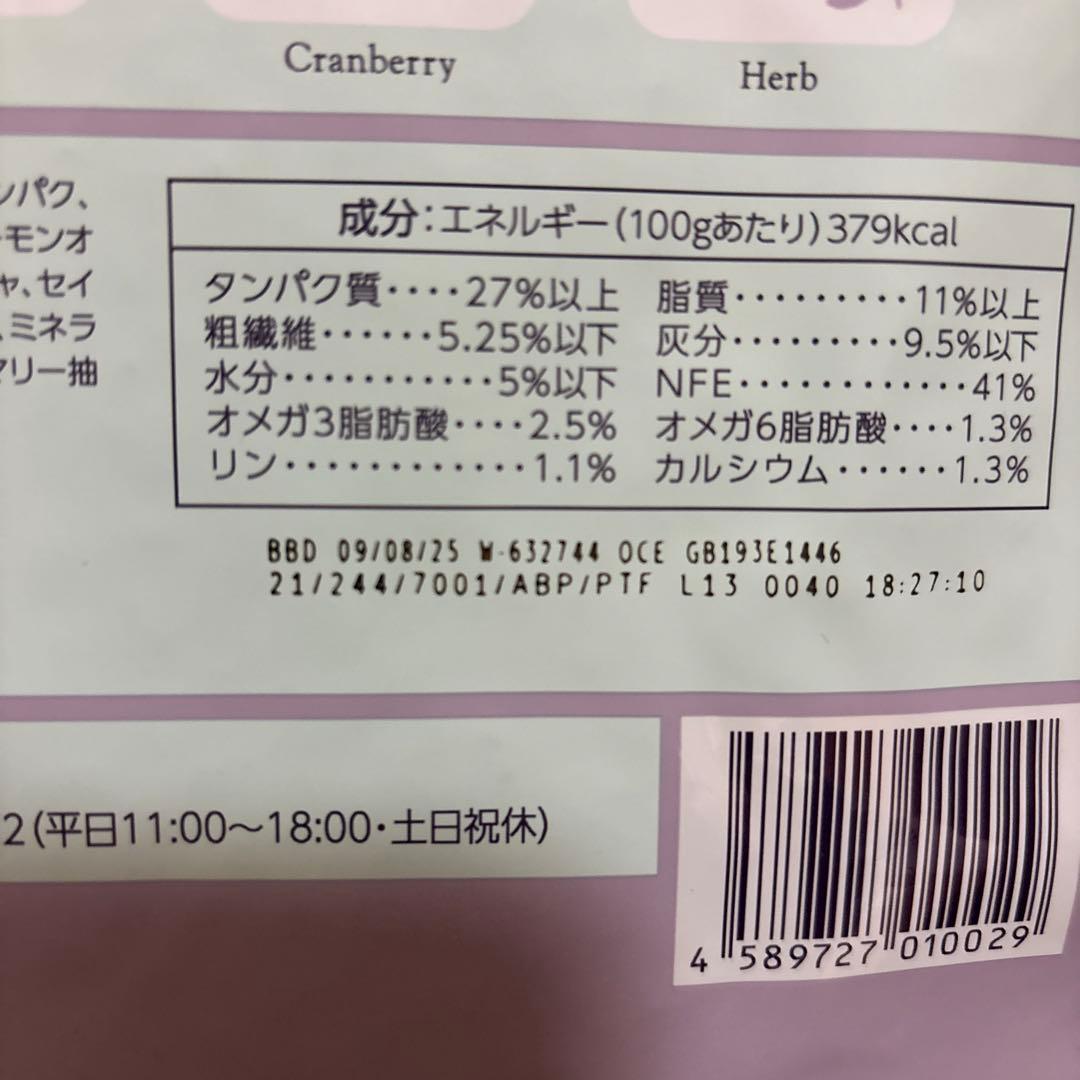 Cranberry
Herb
ンパク、
ーモンオ
ャ、セイ
、ミネラ
マリー抽
成分:エネルギー(100gあたり)379kcal
タンパク質‥‥27%以上 脂質‥‥‥‥・11%以上
粗繊維‥‥‥5.25%以下 灰分‥‥‥‥・9.5%以下
水分‥‥‥‥‥・5%以下 NFE‥‥‥‥‥‥41%
オメガ3脂肪酸‥‥2.5% オメガ6脂肪酸‥‥1.3%
リン‥‥‥‥‥‥1.1% カルシウム‥‥‥1.3%
BBD 09/08/25 W-632744 OCE GB193E1446
21/244/7001/ABP/PTF L13 0040 18:27:10
2(平日11:00〜18:00・土日祝休)
4 589727 010029